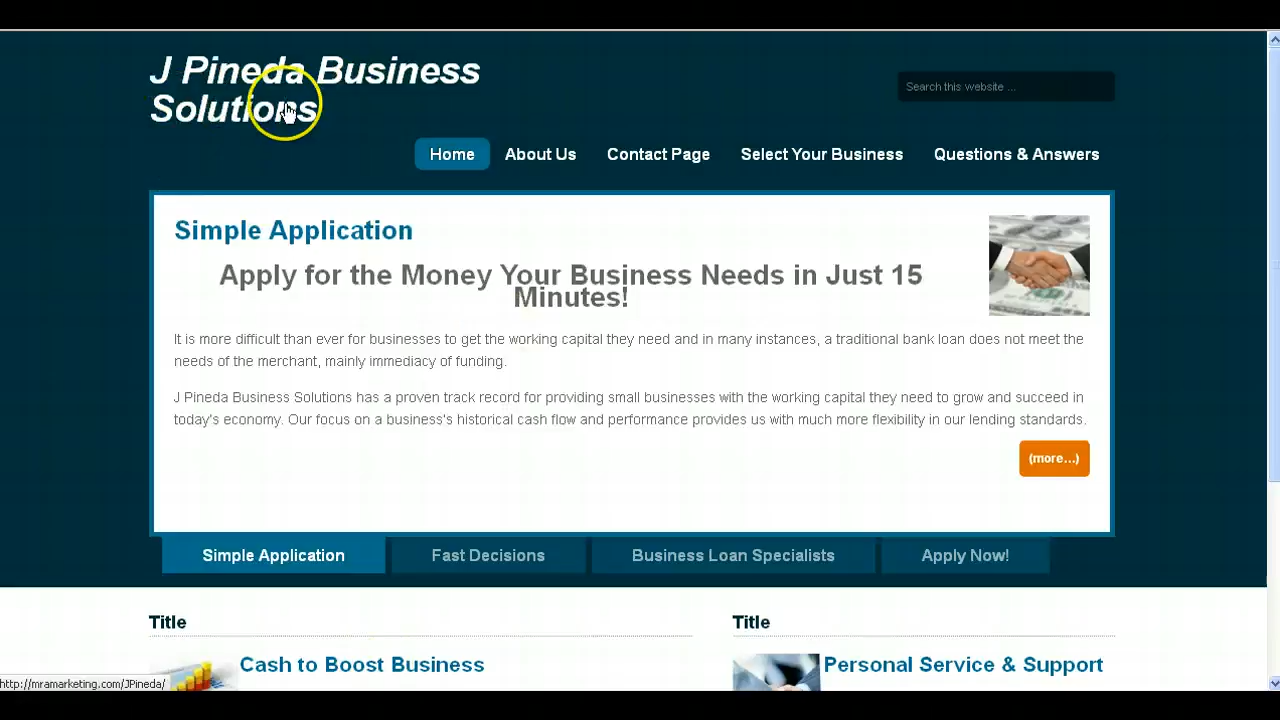 J Pineda Business
Solutions
Search this website ...
Home About Us Contact Page Select Your Business Questions & Answers
Simple Application
Apply for the Money Your Business Needs in Just 15
Minutes!
It is more difficult than ever for businesses to get the working capital they need and in many instances, a traditional bank loan does not meet the
needs of the merchant, mainly immediacy of funding.
J Pineda Business Solutions has a proven track record for providing small businesses with the working capital they need to grow and succeed in
today's economy. Our focus on a business's historical cash flow and performance provides us with much more flexibility in our lending standards.
(more...)
Simple Application Fast Decisions Business Loan Specialists Apply Now!
Title Title
Cash to Boost Business Personal Service & Support
http://mramarketing.com/JPineda/